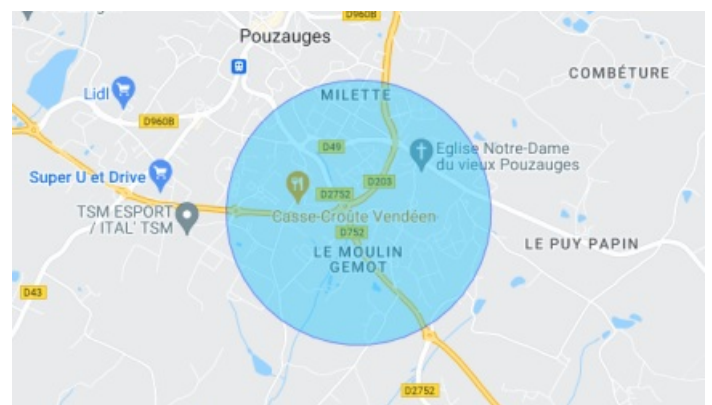 D960B
Pouzauges
COMBÉTURE
Lidl
MILETTE
D960B
D49
Eglise Notre-Dame
du vieux Pouzauges
Super U et Drive
D203
D2752
TSM ESPORT
/ ITAL' TSM
Casse-Croûte Vendéen
D752
LE PUY PAPIN
LE MOULIN
GEMOT
D43
D2752